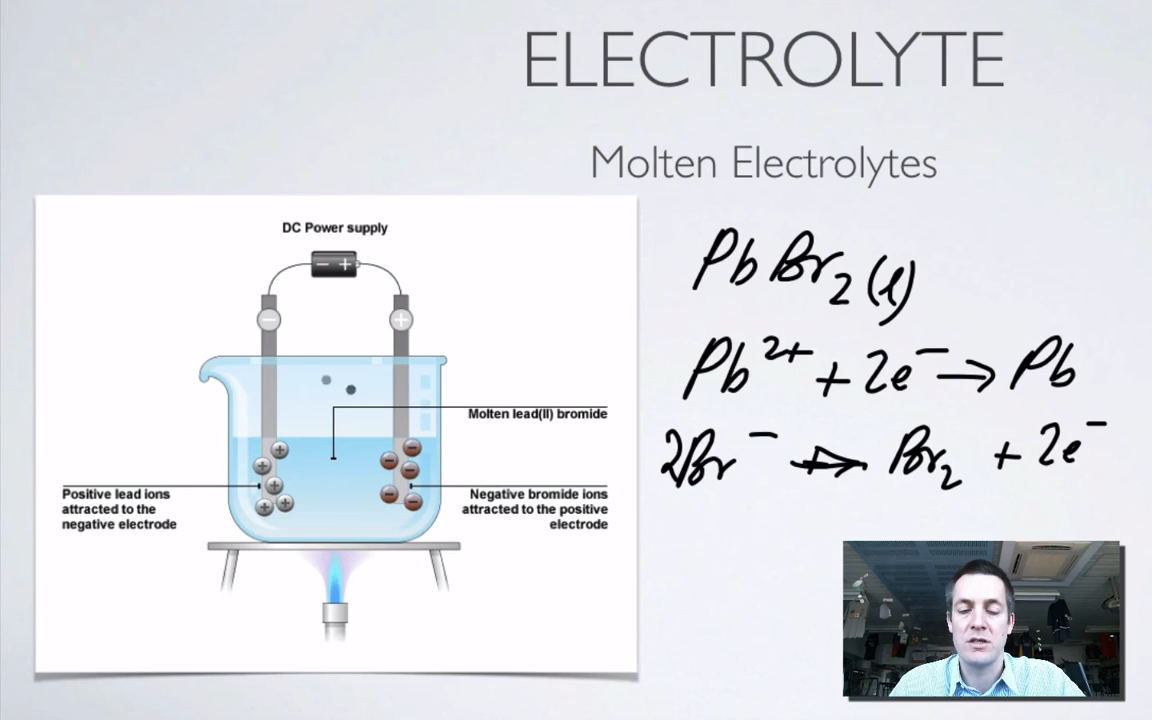 ELECTROLYTE
Molten Electrolytes
DC Power supply
− +
− +
Molten lead(II) bromide
Positive lead ions
attracted to the
negative electrode
Negative bromide ions
attracted to the positive
electrode
PbBr₂(l)
Pb²⁺ + 2e⁻ → Pb
2Br⁻ → Br₂ + 2e⁻